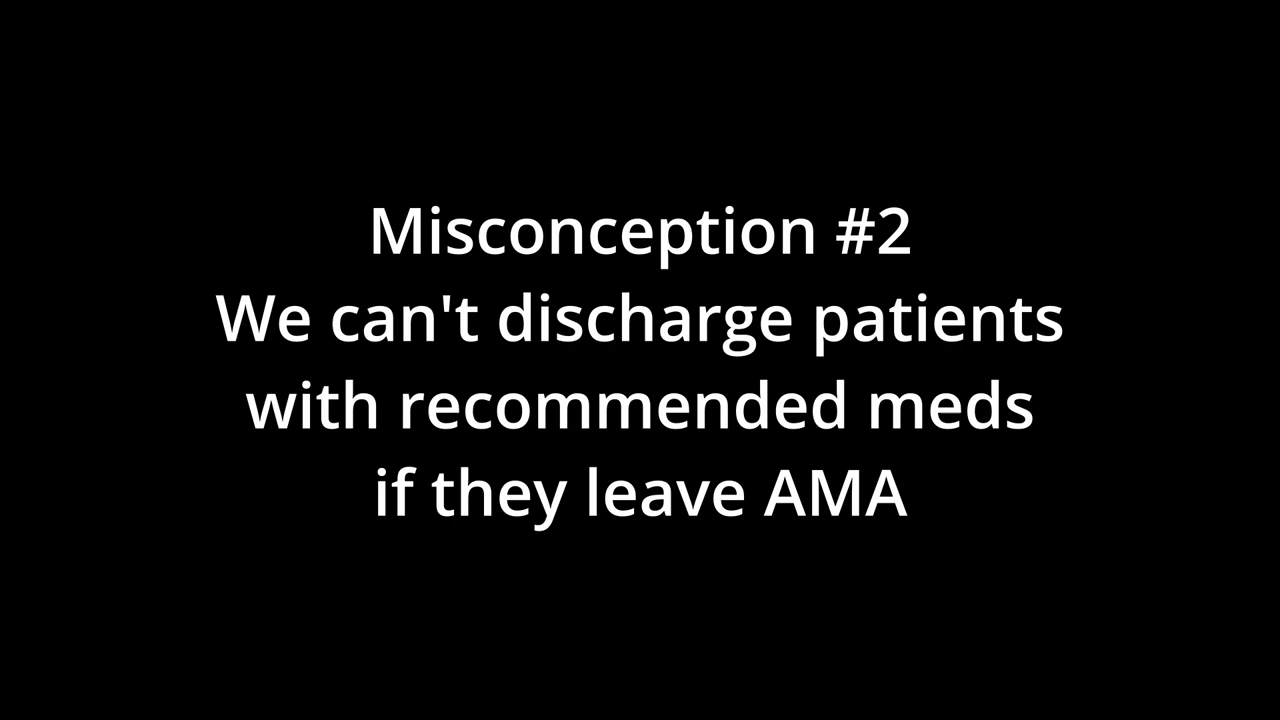 Misconception #2
We can't discharge patients
with recommended meds
if they leave AMA